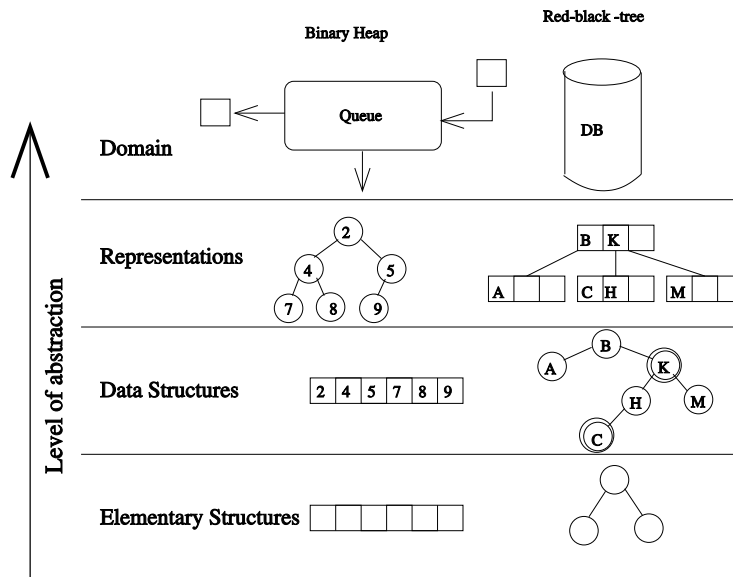 Binary Heap
Red-black -tree
Queue
DB
Domain
Representations
2
4 5
7 8 9
B K
A C H M
Data Structures
2 4 5 7 8 9
B
A K
H M
C
Elementary Structures
Level of abstraction